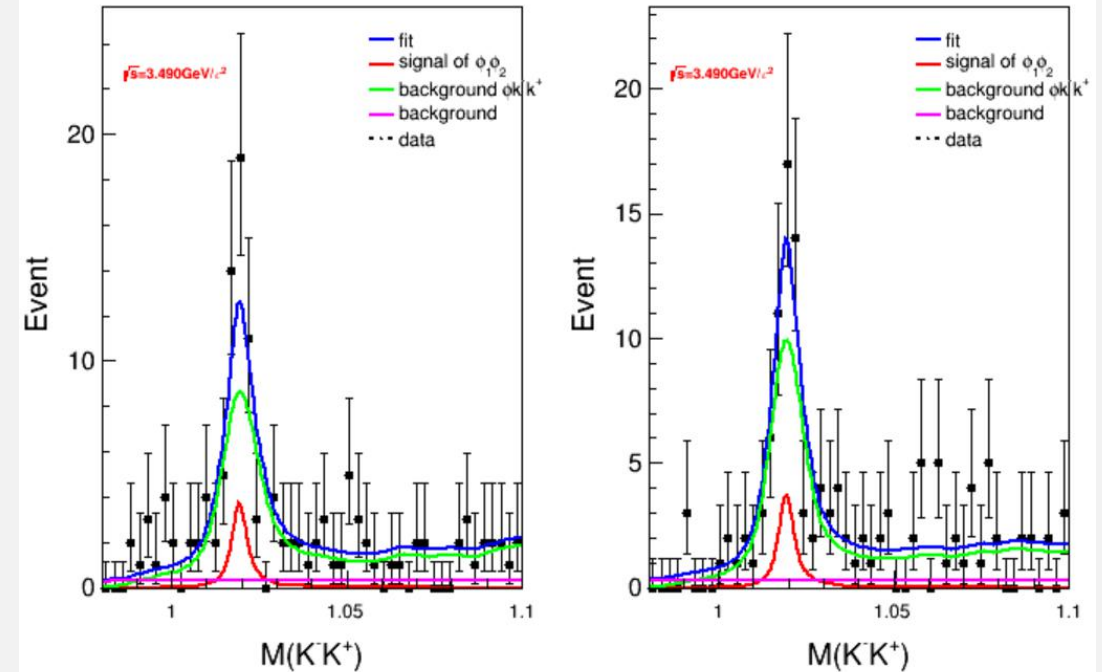 √s=3.490GeV/c²
fit
signal of ϕ₁ϕ₂
background ϕk⁻k⁺
background
data
20
10
0
1
1.05
1.1
Event
M(K⁻K⁺)
√s=3.490GeV/c²
fit
signal of ϕ₁ϕ₂
background ϕk⁻k⁺
background
data
20
15
10
5
0
1
1.05
1.1
Event
M(K⁻K⁺)